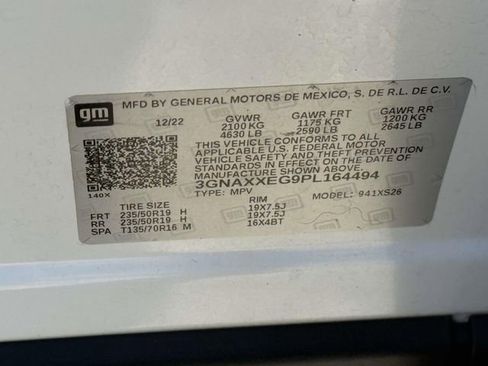 gm
MFD BY GENERAL MOTORS DE MEXICO, S. DE R.L. DE C.V.
12/22 GVWR GAWR FRT GAWR RR
2100 KG 1175 KG 1200 KG
4630 LB 2590 LB 2645 LB
THIS VEHICLE CONFORMS TO ALL
APPLICABLE U.S. FEDERAL MOTOR
VEHICLE SAFETY AND THEFT PREVENTION
STANDARDS IN EFFECT ON THE DATE OF
MANUFACTURE SHOWN ABOVE.
3GNAXXEG9PL164494
140X TYPE: MPV MODEL: 941XS26
TIRE SIZE RIM
FRT 235/50R19 H 19X7.5J
RR 235/50R19 H 19X7.5J
SPA T135/70R16 M 16X4BT